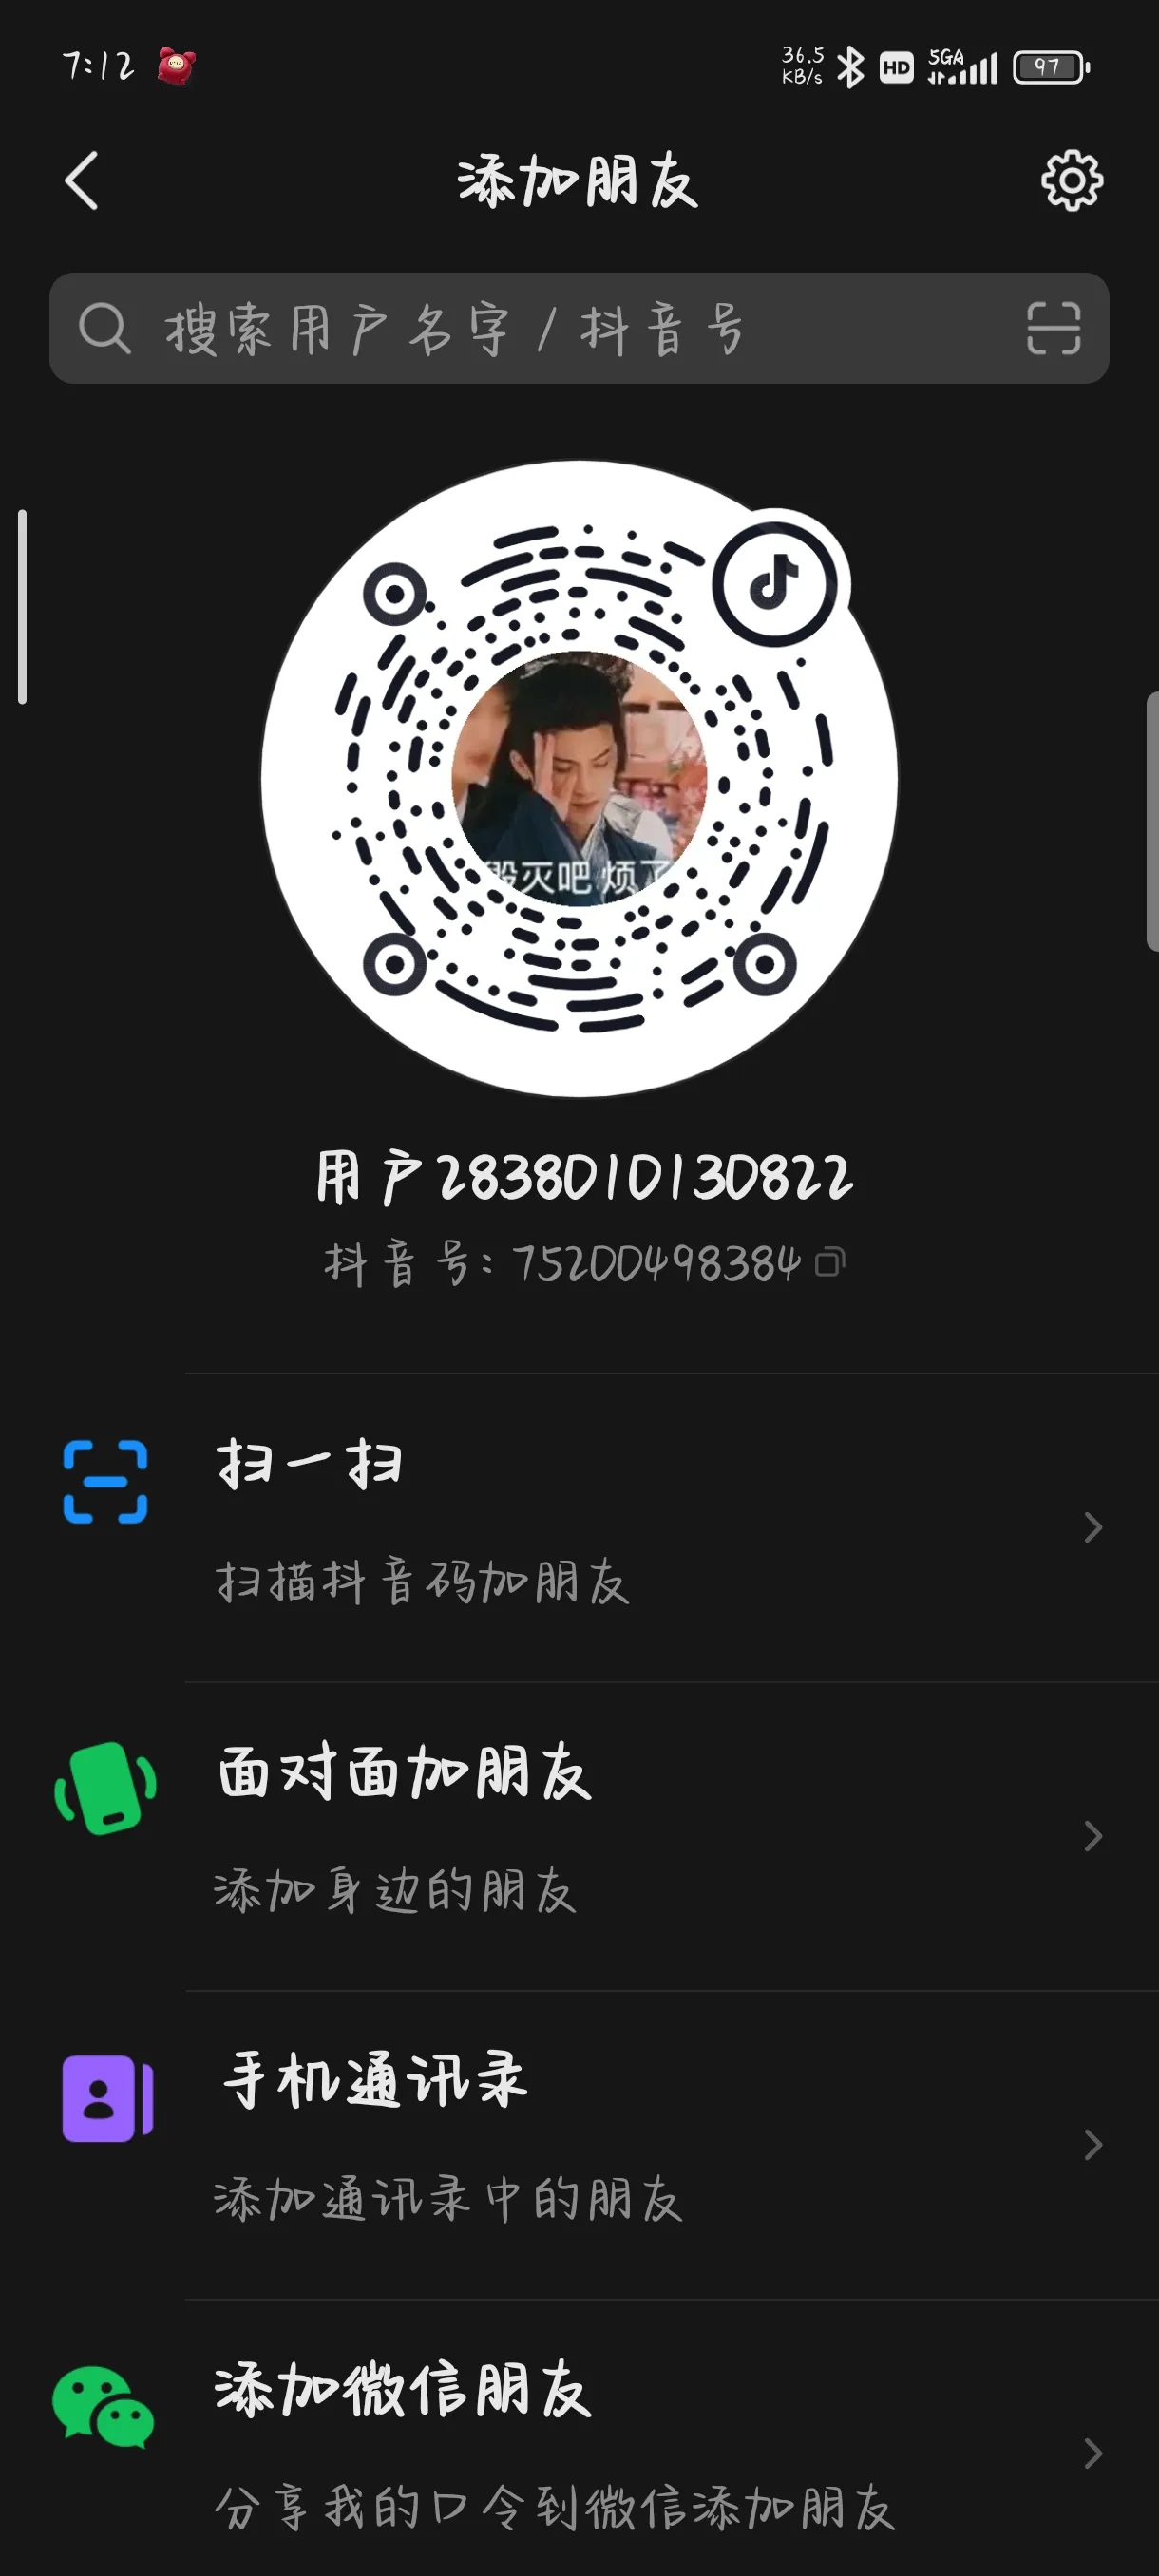 7:12
36.5 KB/s HD 5GA 97
添加朋友
搜索用户名字 / 抖音号
毁灭吧 烦了
用户2838010130822
抖音号: 75200498384
扫一扫
扫描抖音码加朋友
面对面加朋友
添加身边的朋友
手机通讯录
添加通讯录中的朋友
添加微信朋友
分享我的口令到微信添加朋友